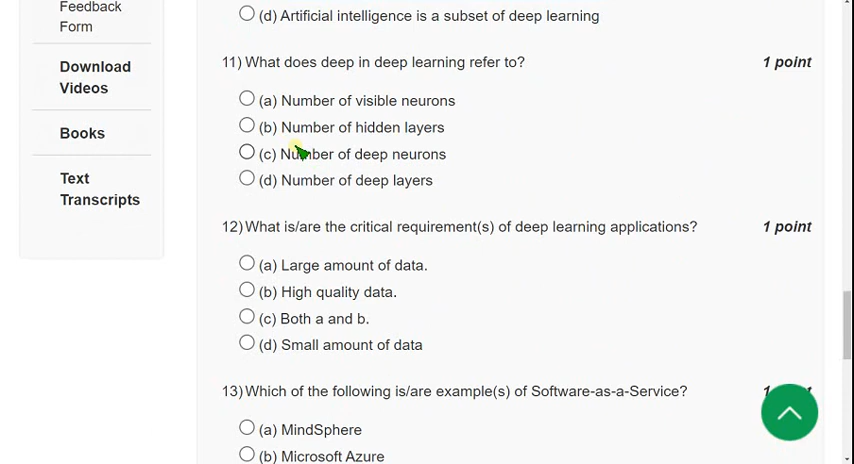 Feedback
Form
Download
Videos
Books
Text
Transcripts
(d) Artificial intelligence is a subset of deep learning
11) What does deep in deep learning refer to? 1 point
(a) Number of visible neurons
(b) Number of hidden layers
(c) Number of deep neurons
(d) Number of deep layers
12) What is/are the critical requirement(s) of deep learning applications? 1 point
(a) Large amount of data.
(b) High quality data.
(c) Both a and b.
(d) Small amount of data
13) Which of the following is/are example(s) of Software-as-a-Service?
(a) MindSphere
(b) Microsoft Azure